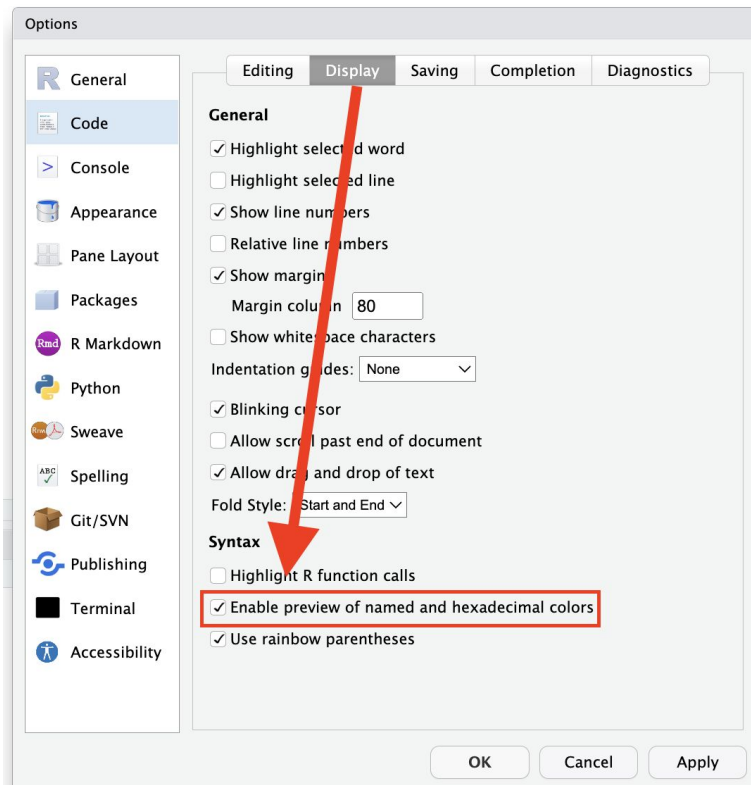 Options
General
Code
Console
Appearance
Pane Layout
Packages
Rmd R Markdown
Python
Sweave
ABC Spelling
Git/SVN
Publishing
Terminal
Accessibility
Editing Display Saving Completion Diagnostics
General
Highlight selected word
Highlight selected line
Show line numbers
Relative line numbers
Show margin
Margin column 80
Show whitespace characters
Indentation guides: None
Blinking cursor
Allow scroll past end of document
Allow drag and drop of text
Fold Style: Start and End
Syntax
Highlight R function calls
Enable preview of named and hexadecimal colors
Use rainbow parentheses
OK Cancel Apply